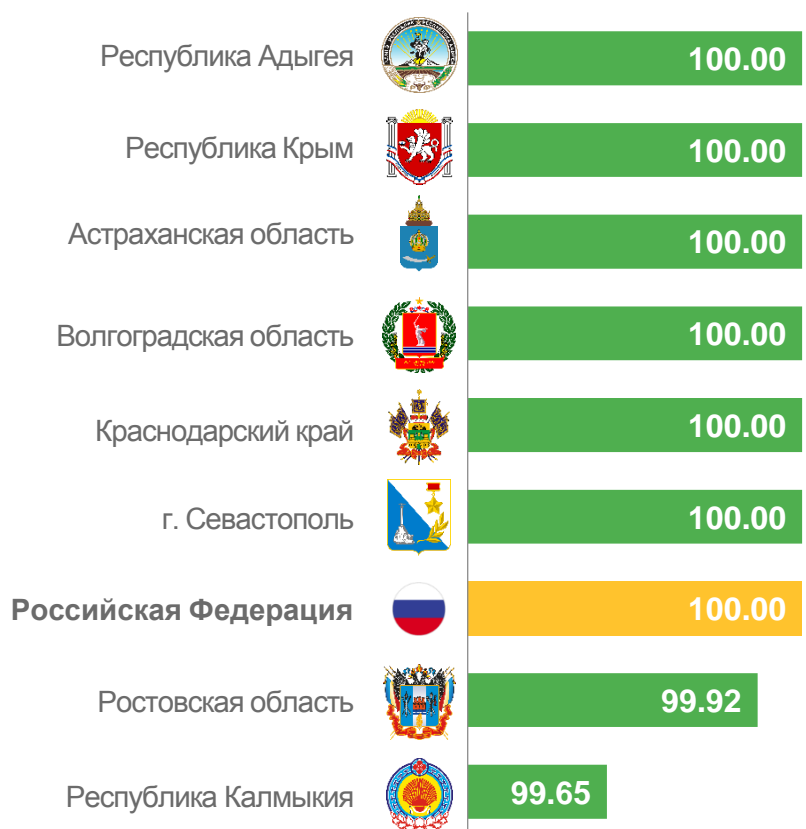 Республика Адыгея 100.00
Республика Крым 100.00
Астраханская область 100.00
Волгоградская область 100.00
Краснодарский край 100.00
г. Севастополь 100.00
Российская Федерация 100.00
Ростовская область 99.92
Республика Калмыкия 99.65